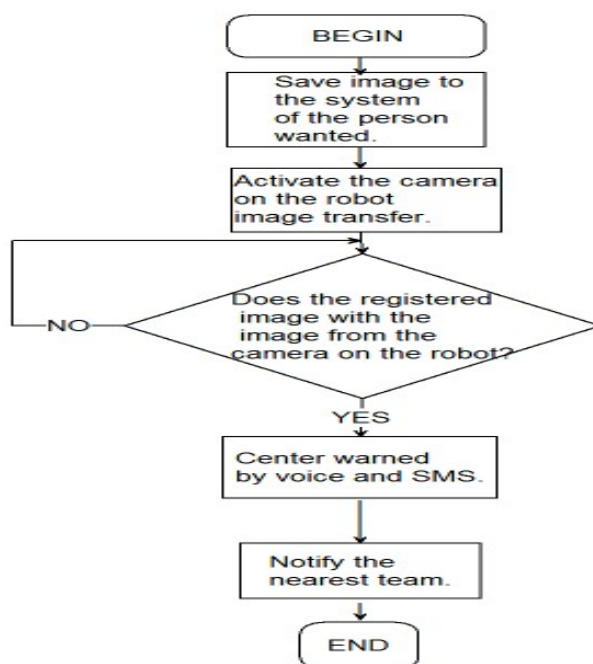 BEGIN
Save image to
the system
of the person
wanted.
Activate the camera
on the robot
image transfer.
Does the registered
image with the
image from the
camera on the robot?
NO
YES
Center warned
by voice and SMS.
Notify the
nearest team.
END